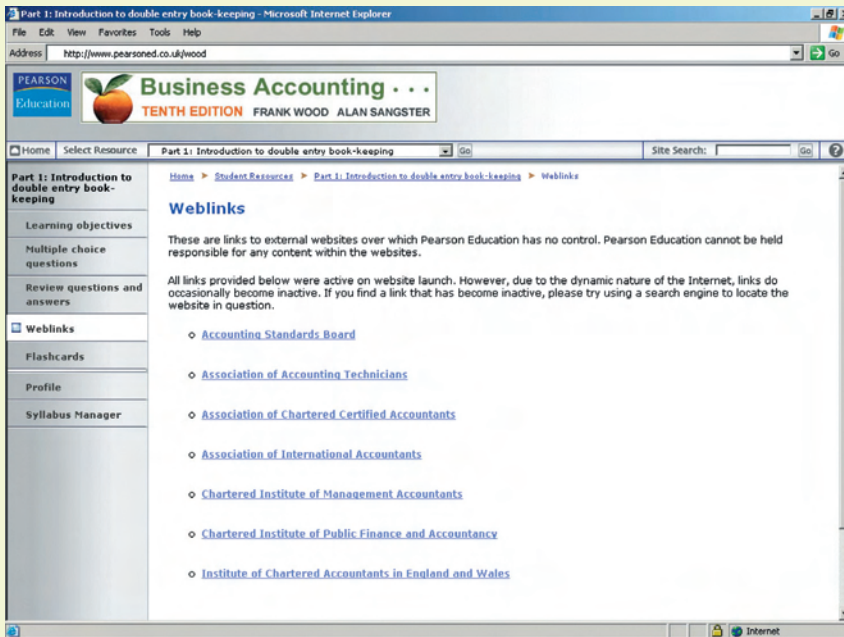 Part 1: Introduction to double entry book-keeping - Microsoft Internet Explorer
File Edit View Favorites Tools Help
Address http://www.pearsoned.co.uk/wood Go
PEARSON
Education
Business Accounting . . .
TENTH EDITION FRANK WOOD ALAN SANGSTER
Home Select Resource Part 1: Introduction to double entry book-keeping Go Site Search: Go ?
Part 1: Introduction to
double entry book-
keeping
Learning objectives
Multiple choice
questions
Review questions and
answers
Weblinks
Flashcards
Profile
Syllabus Manager
Home > Student Resources > Part 1: Introduction to double entry book-keeping > Weblinks
Weblinks
These are links to external websites over which Pearson Education has no control. Pearson Education cannot be held
responsible for any content within the websites.
All links provided below were active on website launch. However, due to the dynamic nature of the Internet, links do
occasionally become inactive. If you find a link that has become inactive, please try using a search engine to locate the
website in question.
Accounting Standards Board
Association of Accounting Technicians
Association of Chartered Certified Accountants
Association of International Accountants
Chartered Institute of Management Accountants
Chartered Institute of Public Finance and Accountancy
Institute of Chartered Accountants in England and Wales
Internet